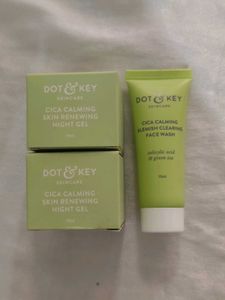 DOT & KEY
SKINCARE
CICA CALMING
SKIN RENEWING
NIGHT GEL
DOT & KEY
SKINCARE
CICA CALMING
SKIN RENEWING
NIGHT GEL
15ml
DOT & KEY
SKINCARE
CICA CALMING
BLEMISH CLEARING
FACE WASH
salicylic acid
& green tea